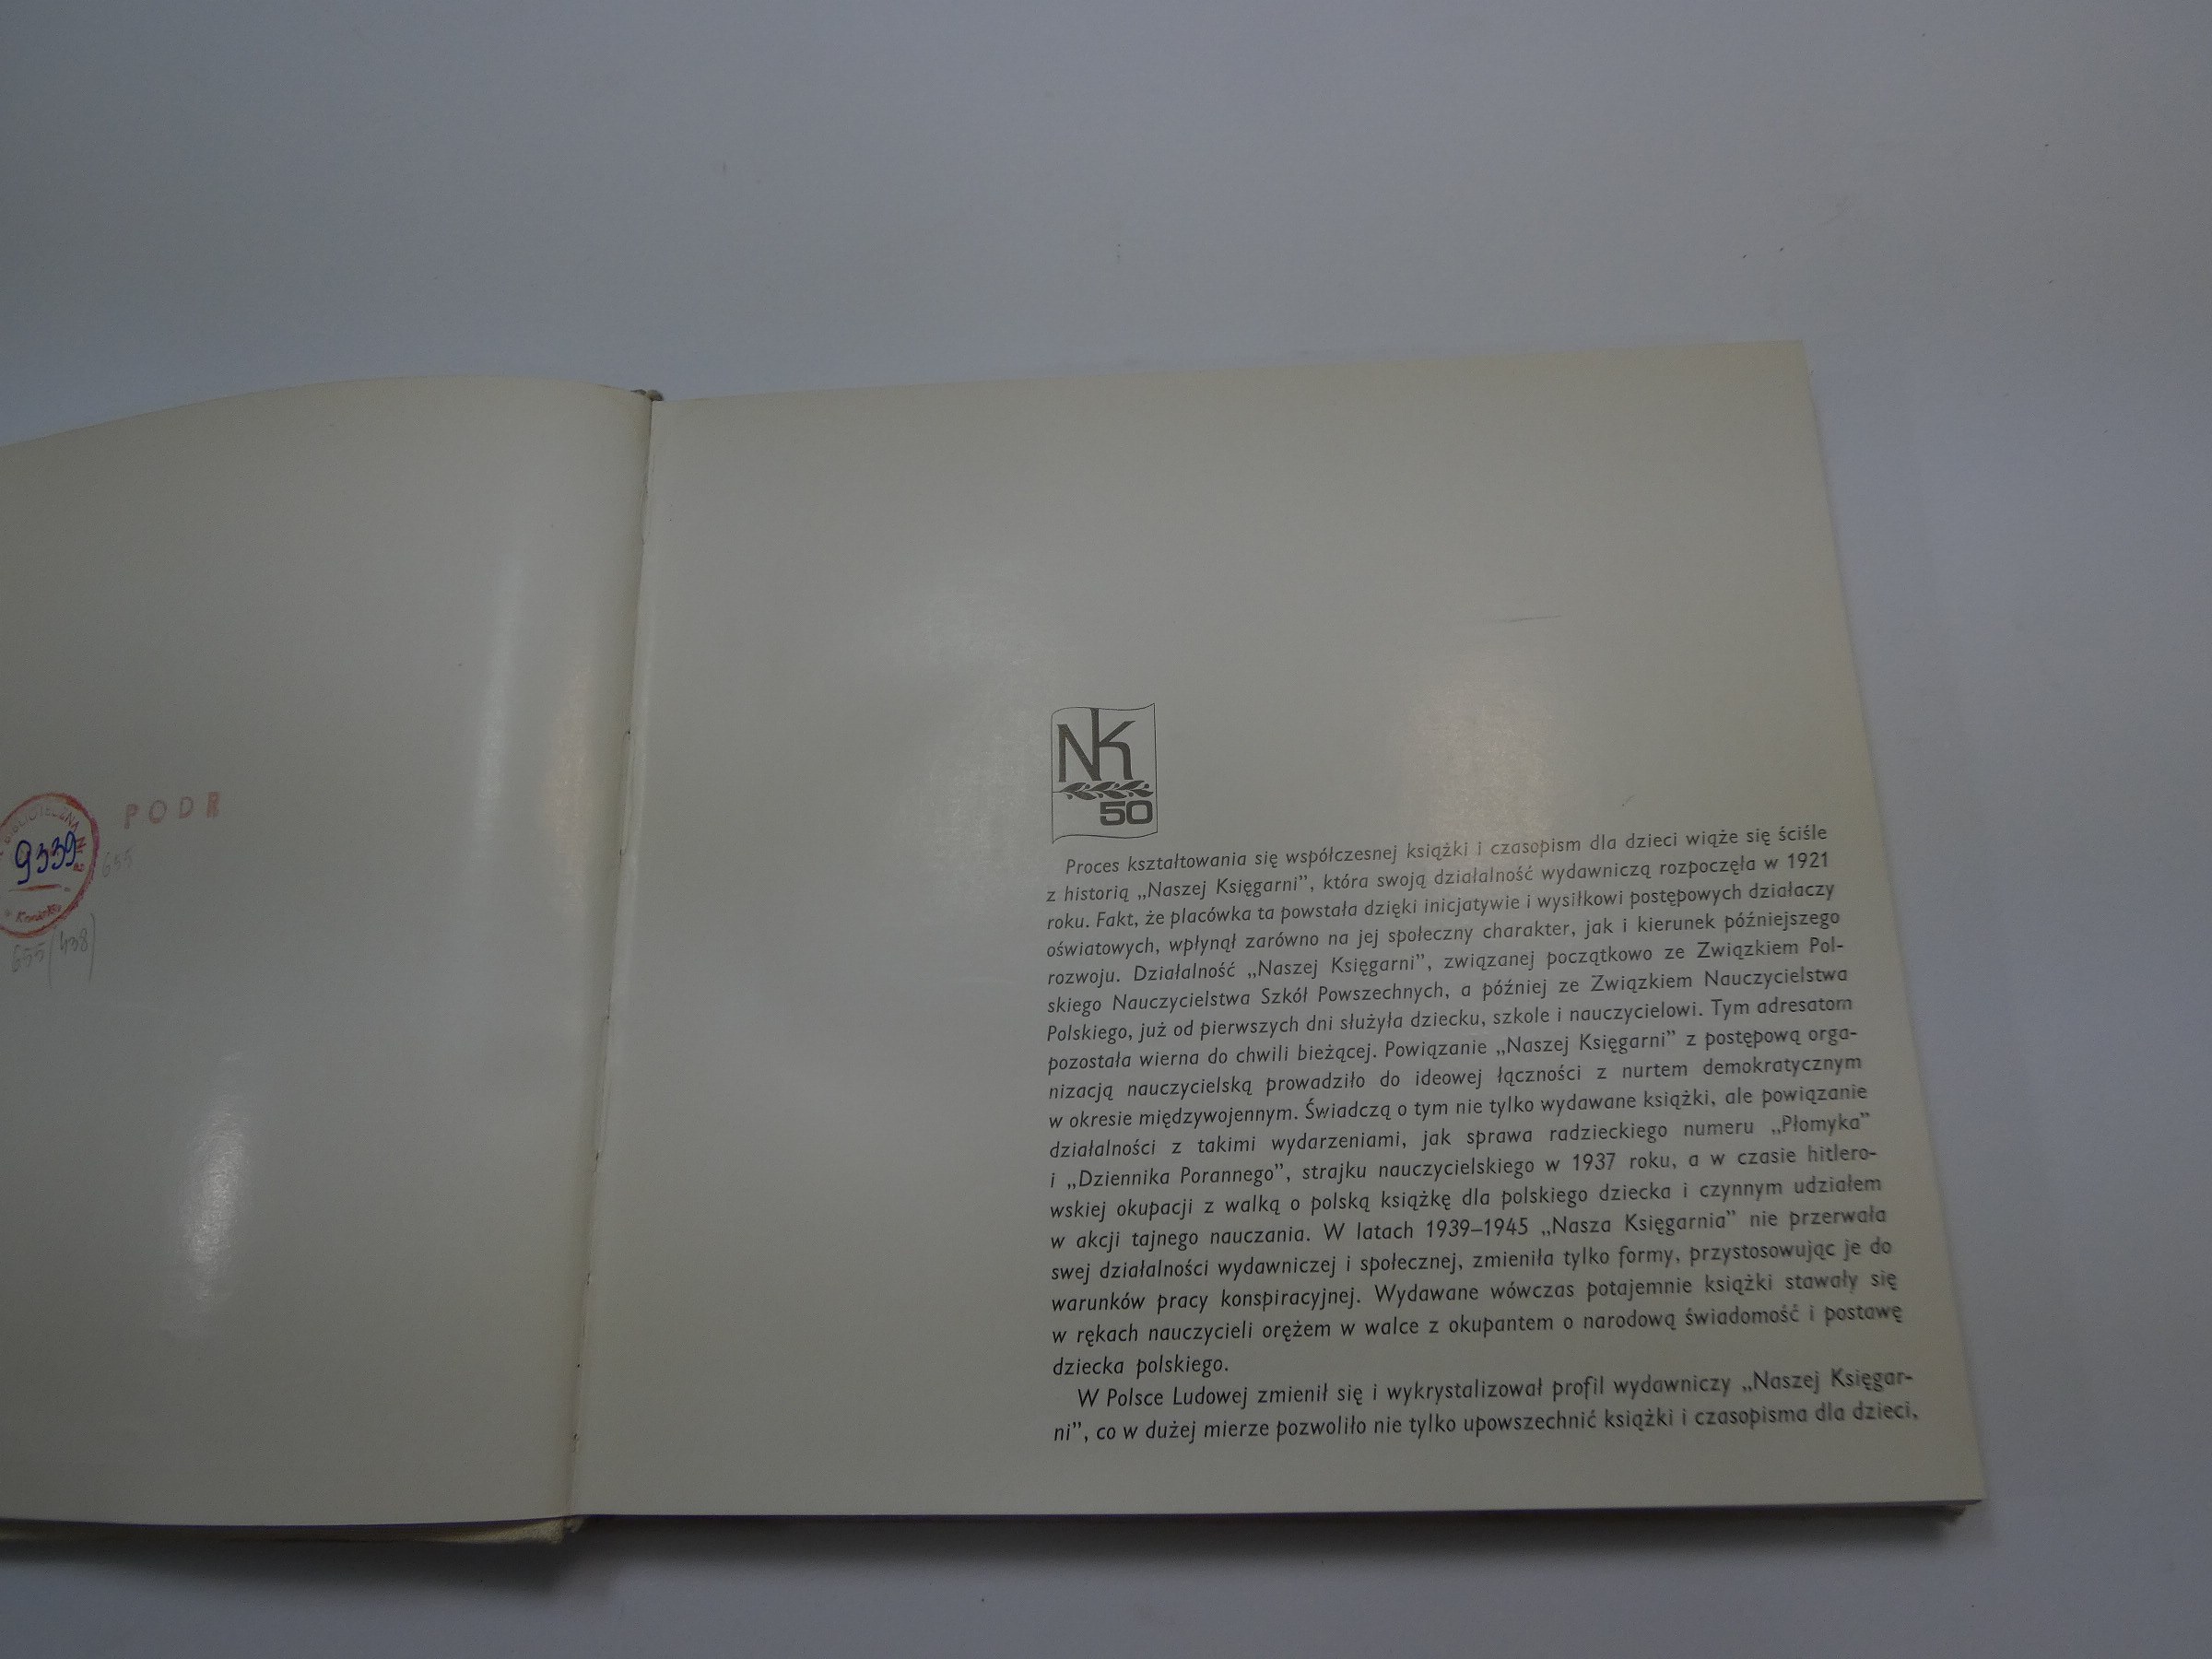 BIBLIOTECZNA
9339
PODR
655
655(438)
NK
50
Proces kształtowania się współczesnej książki i czasopism dla dzieci wiąże się ściśle
z historią „Naszej Księgarni”, która swoją działalność wydawniczą rozpoczęła w 1921
roku. Fakt, że placówka ta powstała dzięki inicjatywie i wysiłkowi postępowych działaczy
oświatowych, wpłynął zarówno na jej społeczny charakter, jak i kierunek późniejszego
rozwoju. Działalność „Naszej Księgarni”, związanej początkowo ze Związkiem Pol-
skiego Nauczycielstwa Szkół Powszechnych, a później ze Związkiem Nauczycielstwa
Polskiego, już od pierwszych dni służyła dziecku, szkole i nauczycielowi. Tym adresatom
pozostała wierna do chwili bieżącej. Powiązanie „Naszej Księgarni” z postępową orga-
nizacją nauczycielską prowadziło do ideowej łączności z nurtem demokratycznym
w okresie międzywojennym. Świadczą o tym nie tylko wydawane książki, ale powiązanie
działalności z takimi wydarzeniami, jak sprawa radzieckiego numeru „Płomyka”
i „Dziennika Porannego”, strajku nauczycielskiego w 1937 roku, a w czasie hitlero-
wskiej okupacji z walką o polską książkę dla polskiego dziecka i czynnym udziałem
w akcji tajnego nauczania. W latach 1939–1945 „Nasza Księgarnia” nie przerwała
swej działalności wydawniczej i społecznej, zmieniła tylko formy, przystosowując je do
warunków pracy konspiracyjnej. Wydawane wówczas potajemnie książki stawały się
w rękach nauczycieli orężem w walce z okupantem o narodową świadomość i postawę
dziecka polskiego.
W Polsce Ludowej zmienił się i wykrystalizował profil wydawniczy „Naszej Księgar-
ni”, co w dużej mierze pozwoliło nie tylko upowszechnić książki i czasopisma dla dzieci,